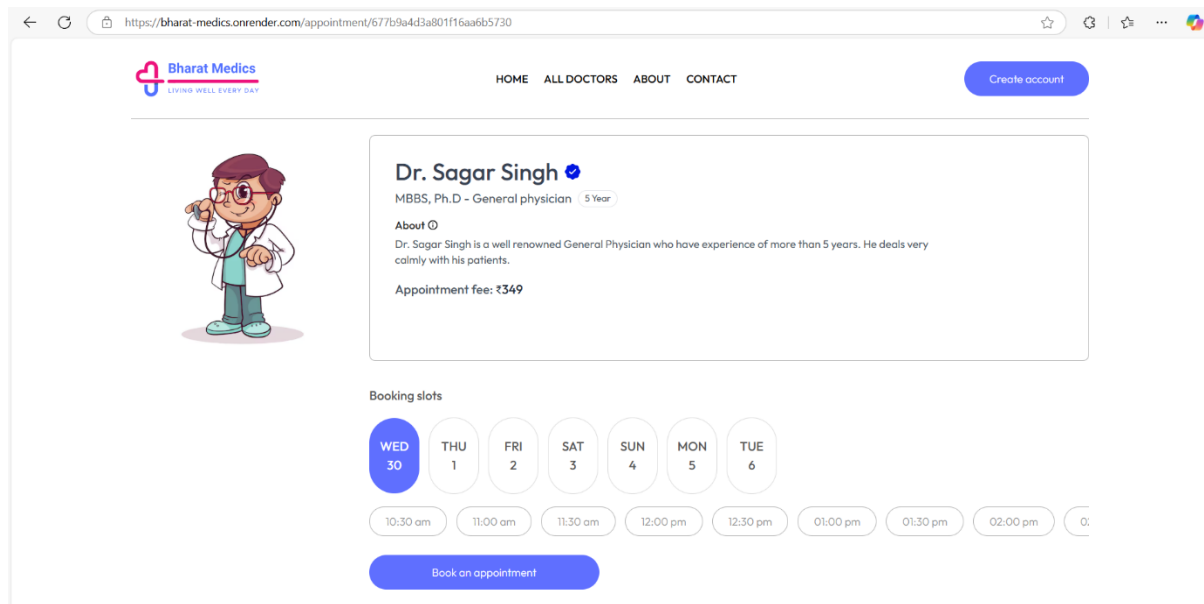 https://bharat-medics.onrender.com/appointment/677b9a4d3a801f16aa6b5730
Bharat Medics
LIVING WELL EVERY DAY
HOME ALL DOCTORS ABOUT CONTACT
Create account
Dr. Sagar Singh
MBBS, Ph.D - General physician 5 Year
About
Dr. Sagar Singh is a well renowned General Physician who have experience of more than 5 years. He deals very
calmly with his patients.
Appointment fee: ₹349
Booking slots
WED THU FRI SAT SUN MON TUE
30 1 2 3 4 5 6
10:30 am 11:00 am 11:30 am 12:00 pm 12:30 pm 01:00 pm 01:30 pm 02:00 pm
Book an appointment